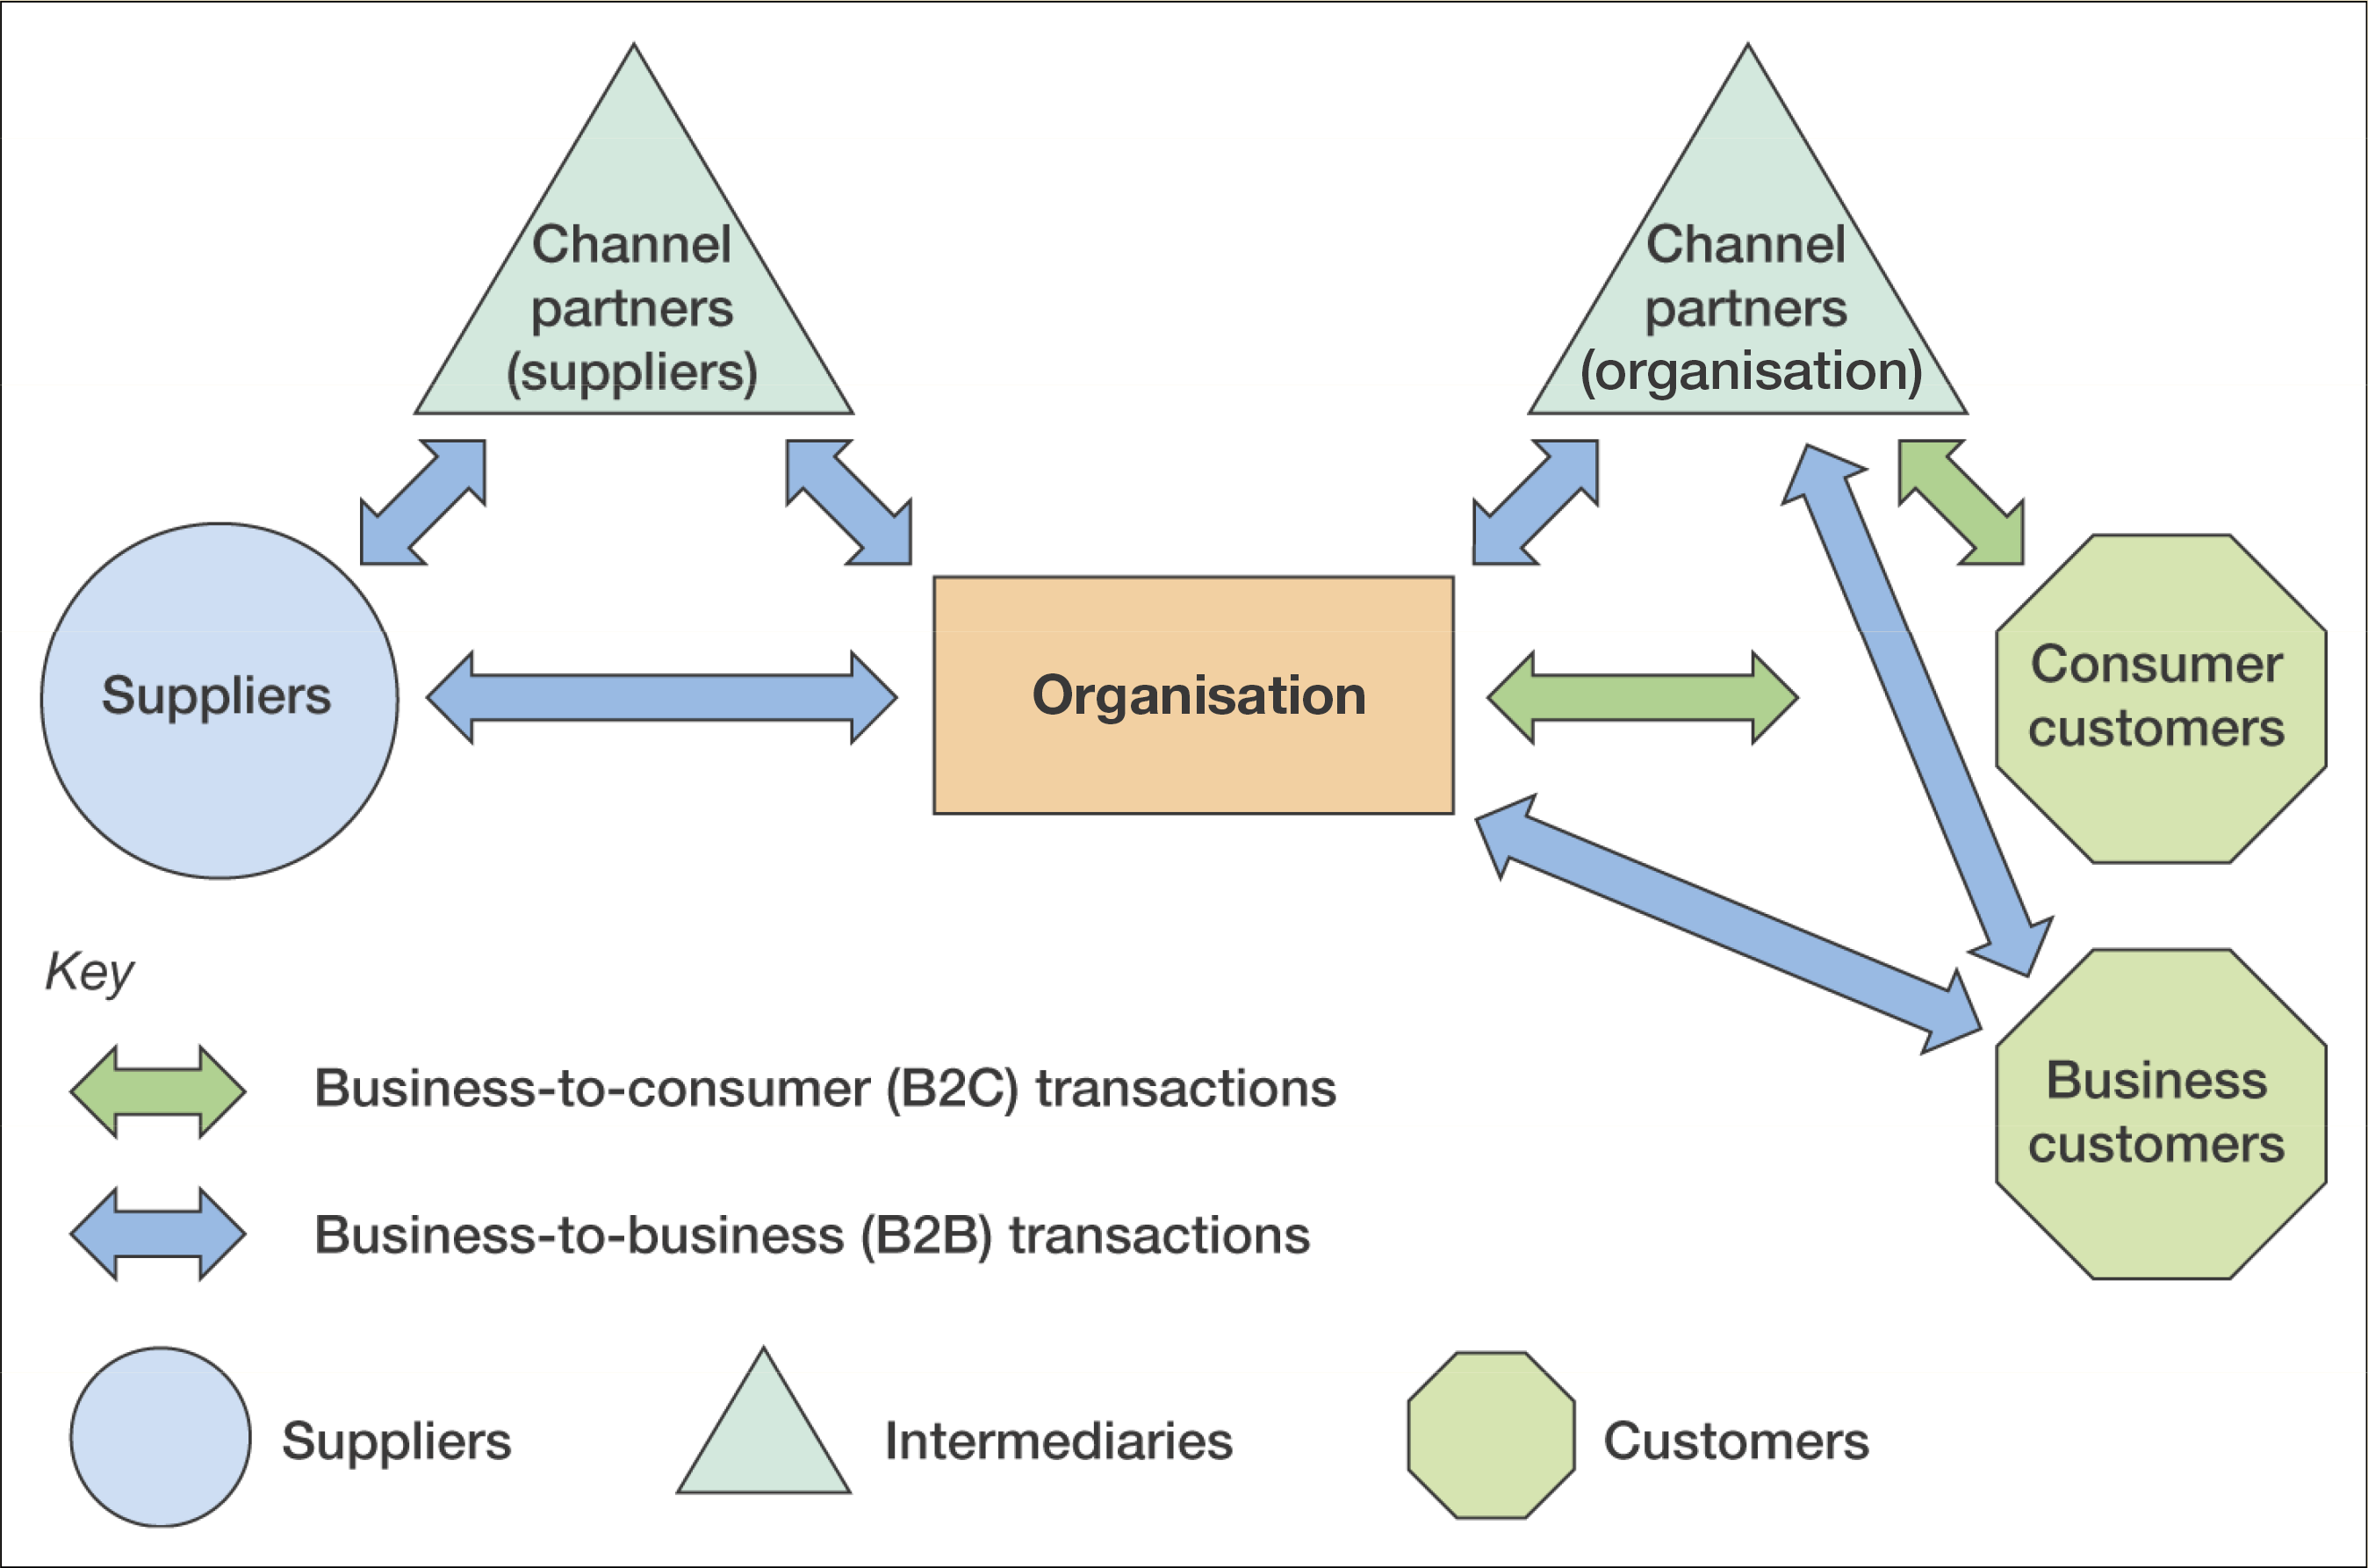 Channel
partners
(suppliers)
Channel
partners
(organisation)
Suppliers
Organisation
Consumer
customers
Business
customers
Key
Business-to-consumer (B2C) transactions
Business-to-business (B2B) transactions
Suppliers
Intermediaries
Customers